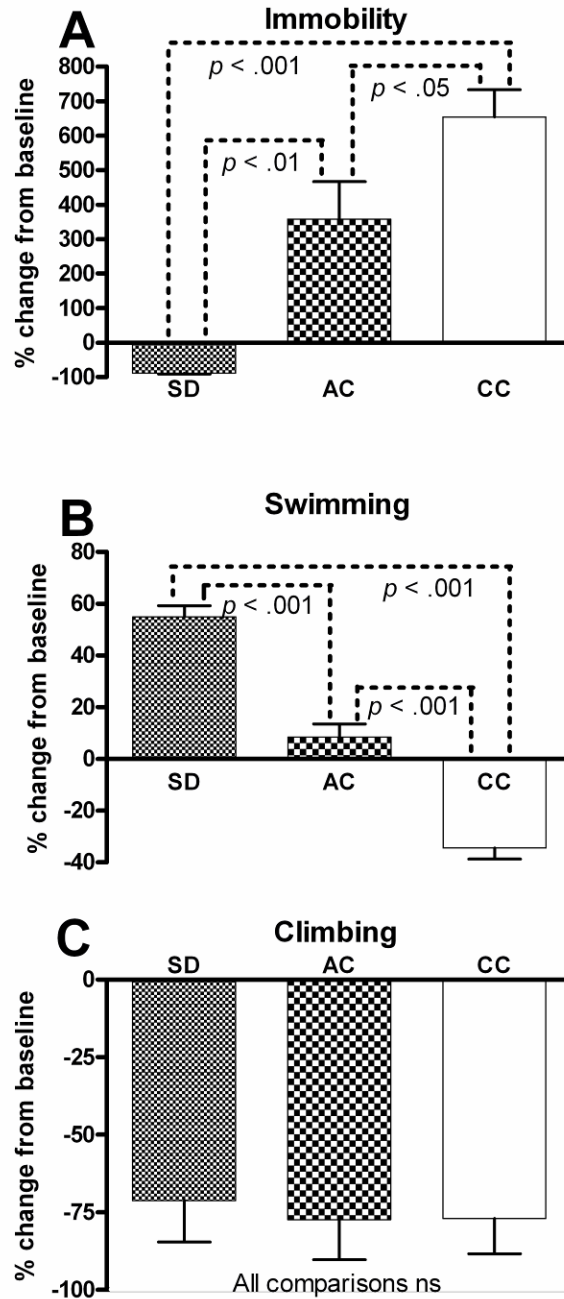 A
Immobility
% change from baseline
800
700
600
500
400
300
200
100
0
-100
p < .001
p < .05
p < .01
SD AC CC
B
Swimming
% change from baseline
80
60
40
20
0
-20
-40
p < .001
p < .001
p < .001
SD AC CC
C
Climbing
SD AC CC
% change from baseline
0
-25
-50
-75
-100
All comparisons ns